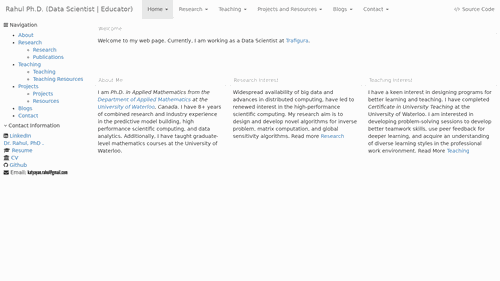 Rahul Ph.D. (Data Scientist | Educator)
Home Research Teaching Projects and Resources Blogs Contact Source Code
Navigation
About
Research
Research
Publications
Teaching
Teaching
Teaching Resources
Projects
Projects
Resources
Blogs
Contact
~ Contact Information
LinkedIn
Dr. Rahul, PhD..
Resume
CV
Github
Email:
Welcome
Welcome to my web page. Currently, I am working as a Data Scientist at Trafigura.
About Me
I am Ph.D. in Applied Mathematics from the
Department of Applied Mathematics at the
University of Waterloo, Canada. I have 8+ years
of combined research and industry experience
in the predictive model building, high
performance scientific computing, and data
analytics. Additionally, I have taught graduate-
level mathematics courses at the University of
Waterloo.
Research Interest
Widespread availability of big data and
advances in distributed computing, have led to
renewed interest in the high-performance
scientific computing. My research aim is to
design and develop novel algorithms for inverse
problem, matrix computation, and global
sensitivity algorithms. Read more Research
Teaching Interest
I have a keen interest in designing programs for
better learning and teaching. I have completed
Certificate in University Teaching at the
University of Waterloo. I am interested in
developing problem-solving sessions to develop
better teamwork skills, use peer feedback for
deeper learning, and acquire an understanding
of diverse learning styles in the professional
work environment. Read More Teaching